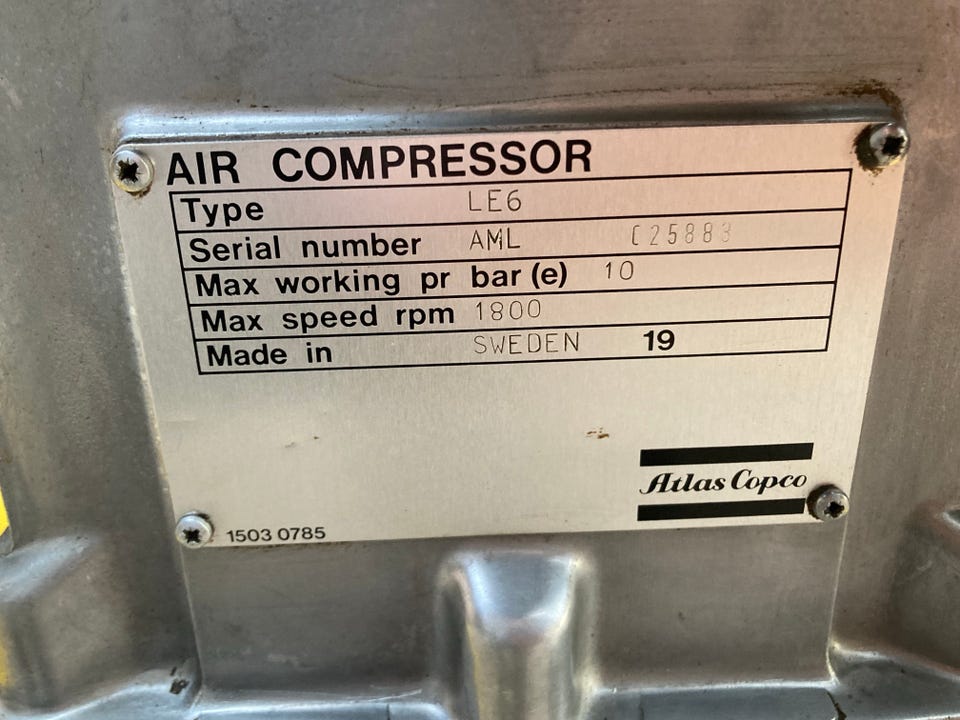 AIR COMPRESSOR
Type LE6
Serial number AML C25883
Max working pr bar (e) 10
Max speed rpm 1800
Made in SWEDEN 19
Atlas Copco
1503 0785